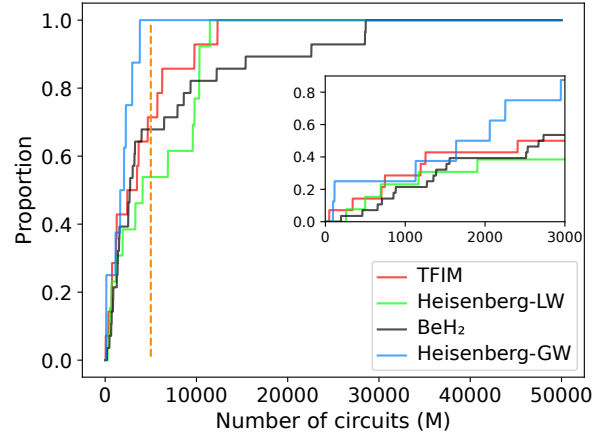 1.0
0.8
0.6
0.4
0.2
0.0
Proportion
0.8
0.6
0.4
0.2
0.0
0 1000 2000 3000
TFIM
Heisenberg-LW
BeH₂
Heisenberg-GW
0 10000 20000 30000 40000 50000
Number of circuits (M)